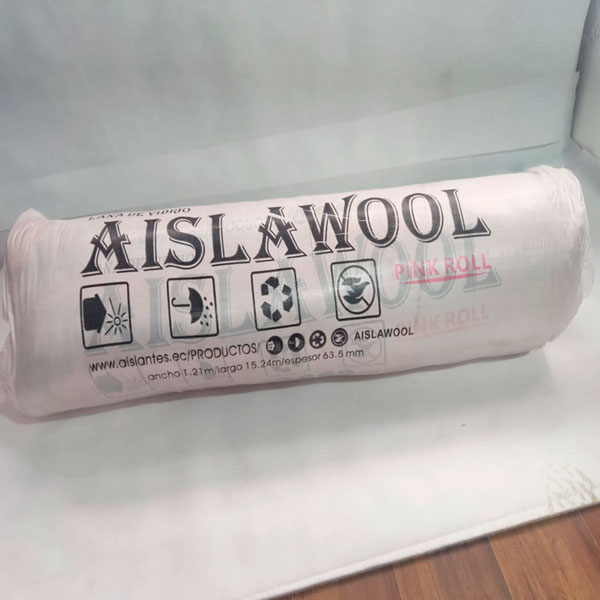 LANA DE VIDRIO
AISLAWOOL
PINK ROLL
www.aislantes.ec/PRODUCTOS/ AISLAWOOL
ancho 1.21m/largo 15.24m/espesor 63.5 mm